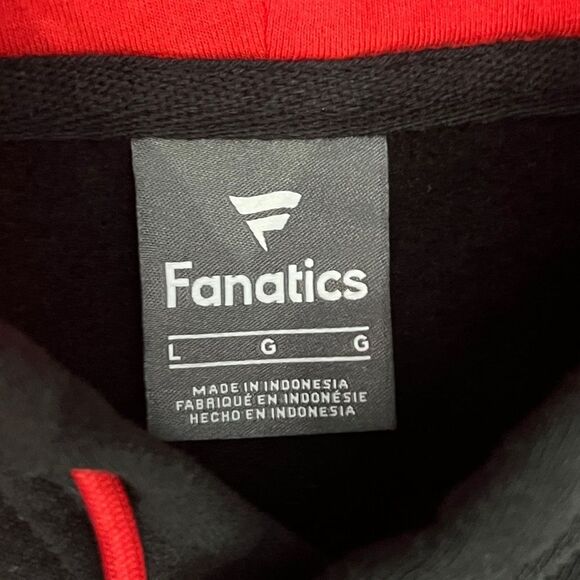 Fanatics
L G G
MADE IN INDONESIA
FABRIQUÉ EN INDONÉSIE
HECHO EN INDONESIA